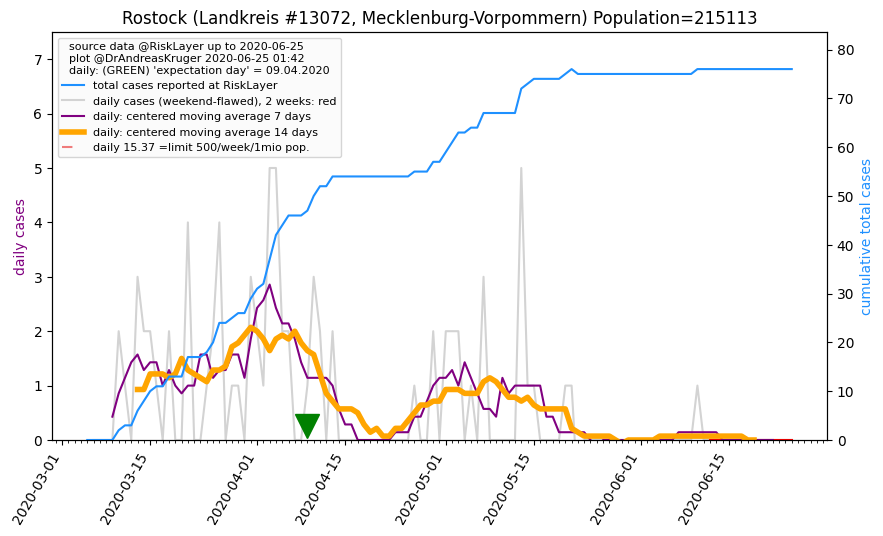 Rostock (Landkreis #13072, Mecklenburg-Vorpommern) Population=215113
source data @RiskLayer up to 2020-06-25
plot @DrAndreasKruger 2020-06-25 01:42
daily: (GREEN) 'expectation day' = 09.04.2020
total cases reported at RiskLayer
daily cases (weekend-flawed), 2 weeks: red
daily: centered moving average 7 days
daily: centered moving average 14 days
daily 15.37 =limit 500/week/1mio pop.
daily cases
7
6
5
4
3
2
1
0
cumulative total cases
80
70
60
50
40
30
20
10
0
2020-03-01
2020-03-15
2020-04-01
2020-04-15
2020-05-01
2020-05-15
2020-06-01
2020-06-15